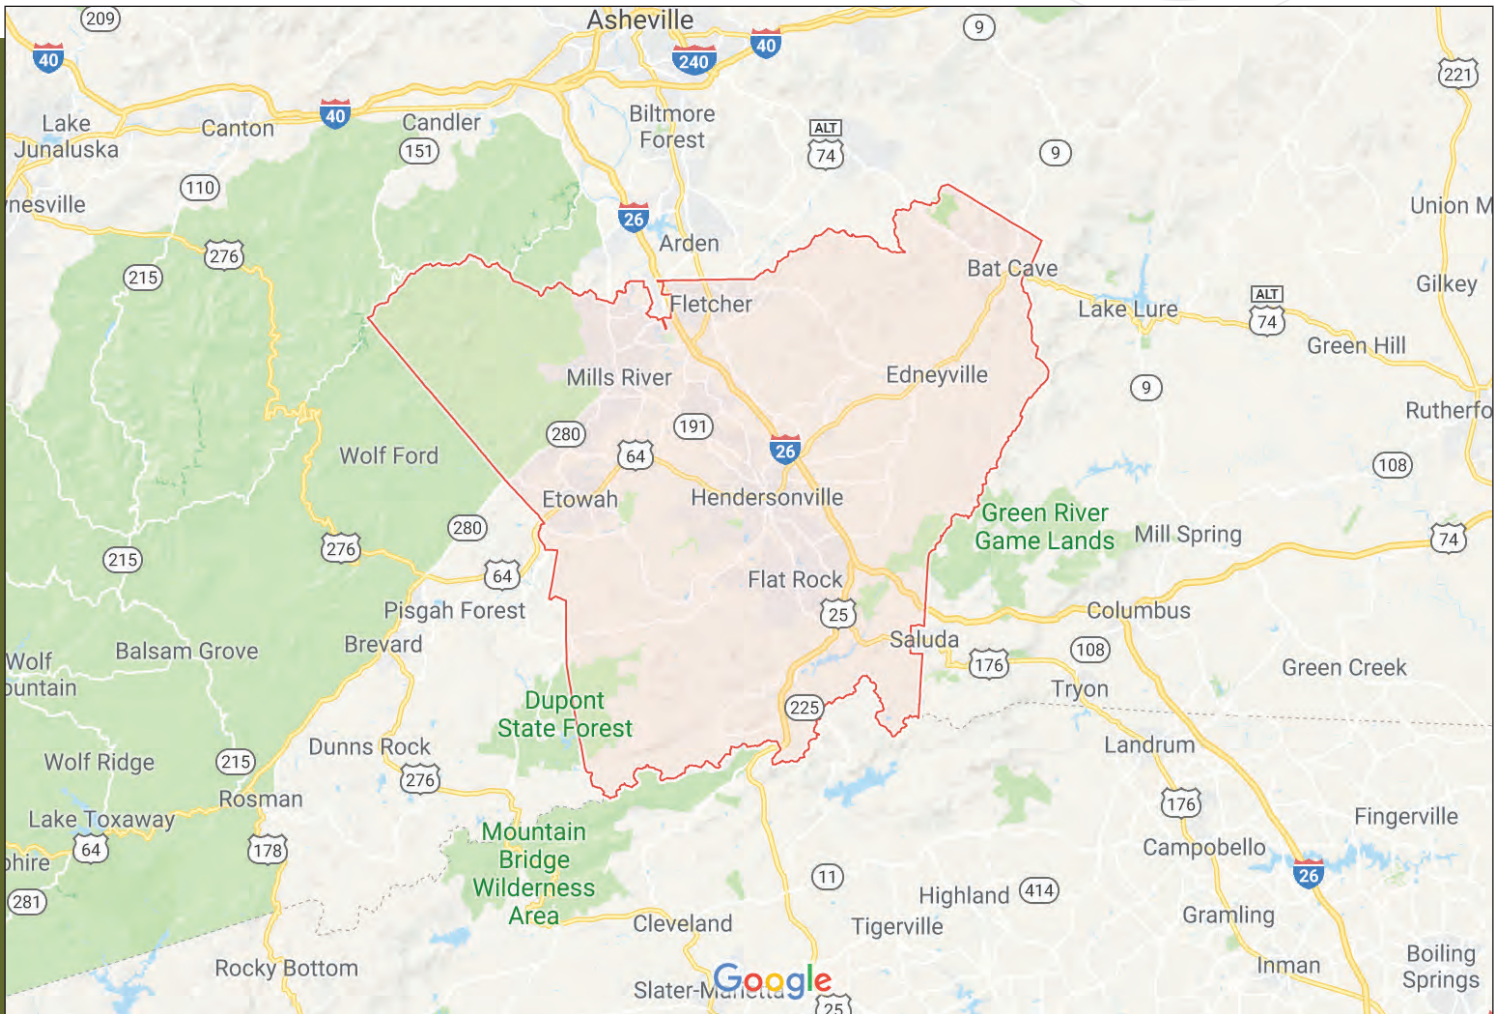 209
Asheville
9
40
240
40
221
40
Lake
Junaluska
Canton
Candler
151
Biltmore
Forest
ALT
74
9
110
nesville
26
Union M
276
215
Arden
Bat Cave
Gilkey
Fletcher
Lake Lure
ALT
74
Green Hill
Mills River
Edneyville
9
Rutherfo
280
191
64
26
Wolf Ford
108
Etowah
Hendersonville
280
Green River
Game Lands
Mill Spring
74
276
215
64
Flat Rock
Pisgah Forest
25
Columbus
Brevard
Saluda
Balsam Grove
Wolf
ountain
176
108
Green Creek
Tryon
Dupont
State Forest
225
Dunns Rock
Landrum
Wolf Ridge
215
276
Rosman
176
Lake Toxaway
Fingerville
64
178
Mountain
Bridge
Wilderness
Area
Campobello
phire
11
26
281
Highland
414
Cleveland
Tigerville
Gramling
Rocky Bottom
Inman
Boiling
Springs
Slater-Marietta
Google
25